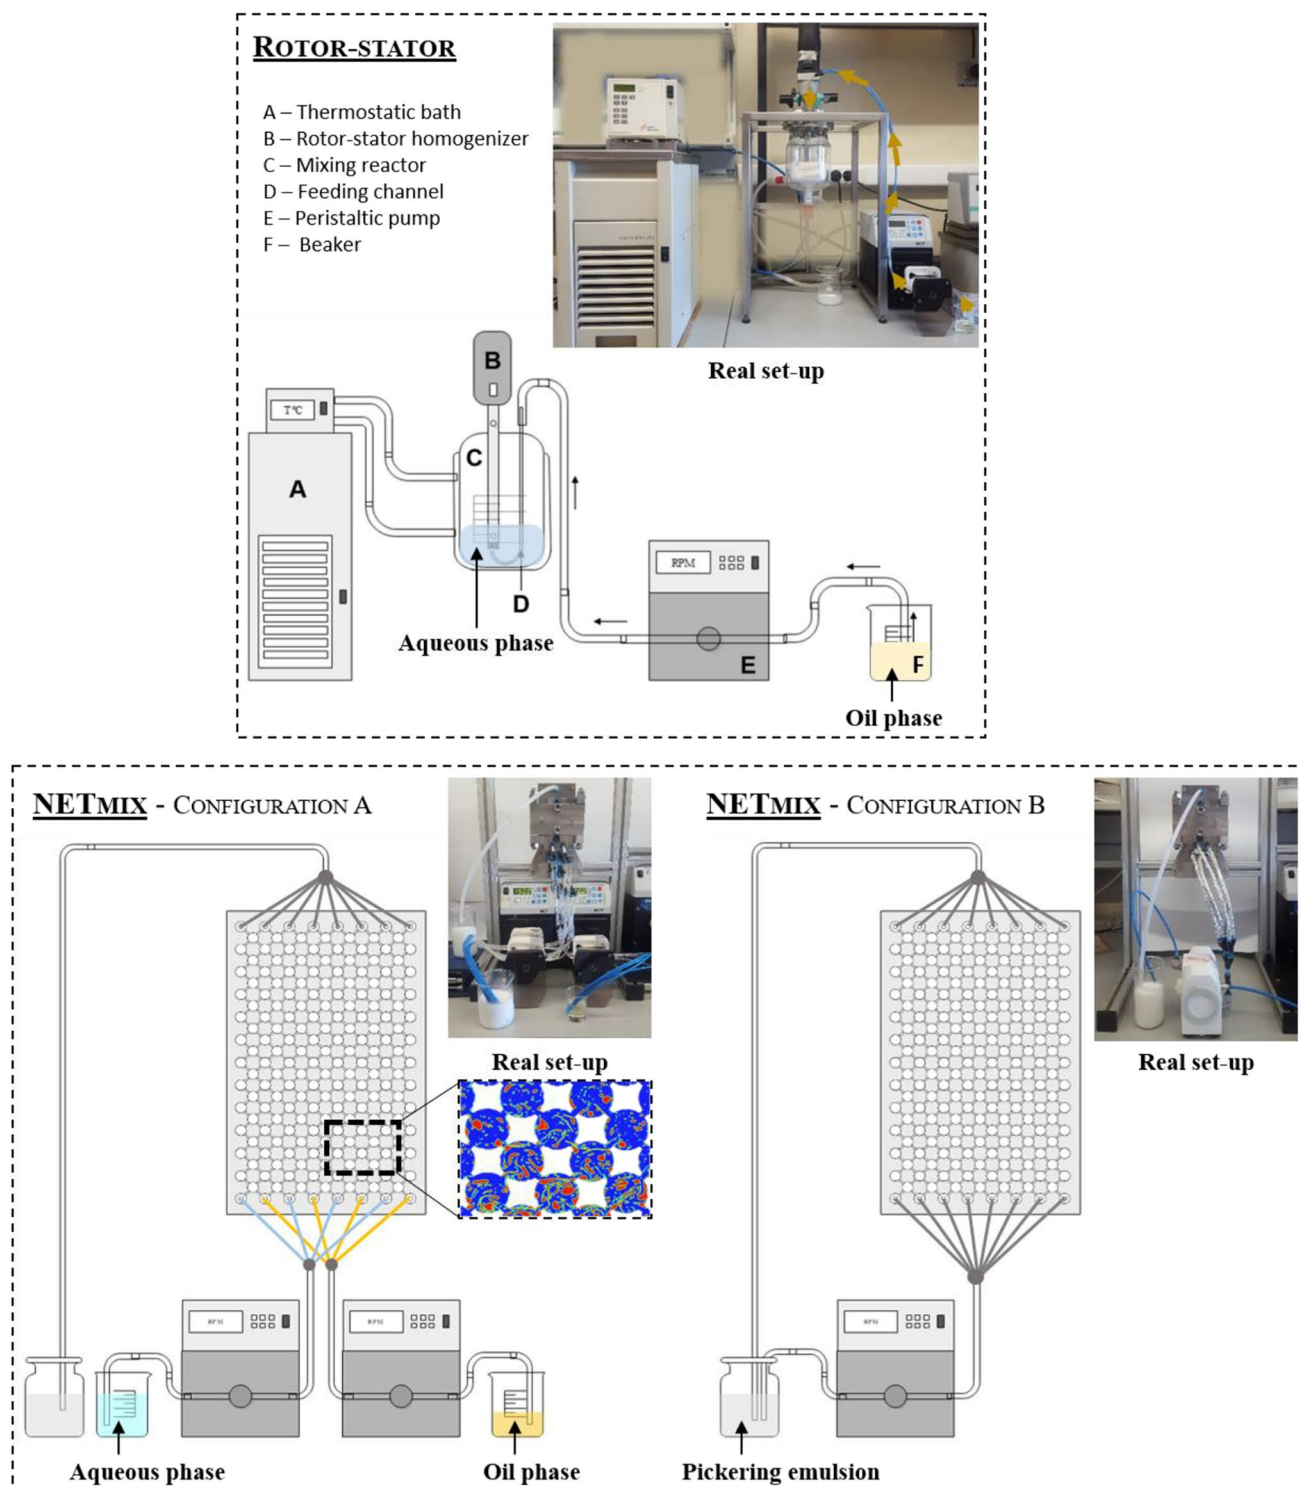 ROTOR-STATOR
A – Thermostatic bath
B – Rotor-stator homogenizer
C – Mixing reactor
D – Feeding channel
E – Peristaltic pump
F – Beaker
Real set-up
B
T ºC
C
A
RPM
D
Aqueous phase
E
F
Oil phase
NETMIX - CONFIGURATION A
Real set-up
RPM
RPM
Aqueous phase
Oil phase
NETMIX - CONFIGURATION B
Real set-up
RPM
Pickering emulsion